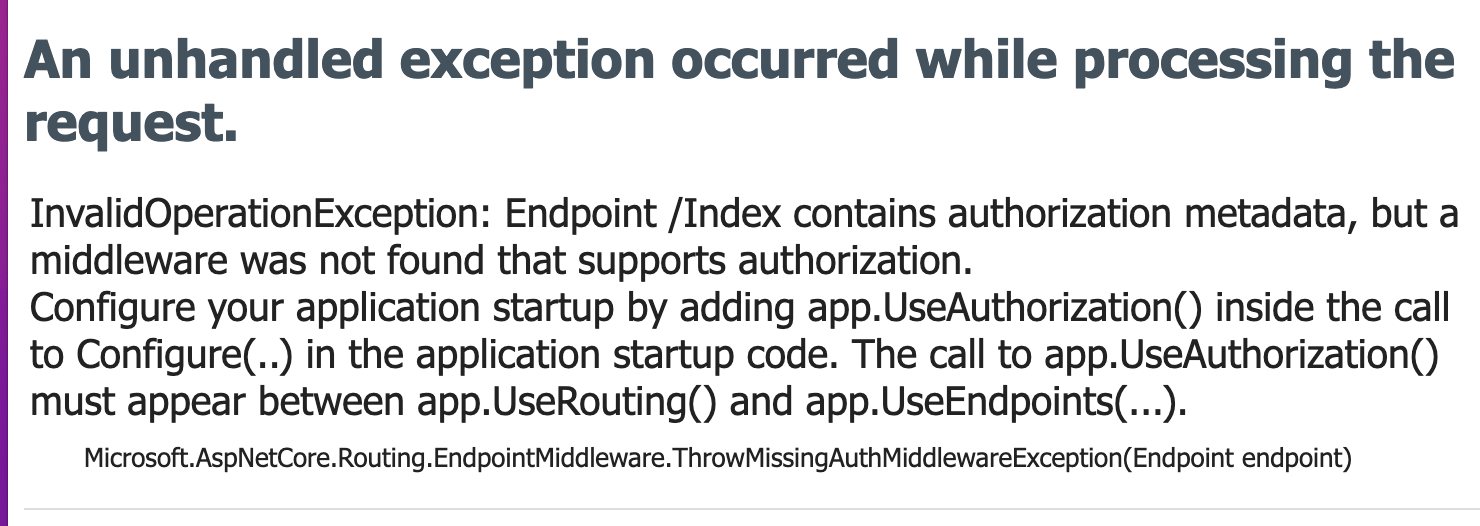 An unhandled exception occurred while processing the
request.
InvalidOperationException: Endpoint /Index contains authorization metadata, but a
middleware was not found that supports authorization.
Configure your application startup by adding app.UseAuthorization() inside the call
to Configure(..) in the application startup code. The call to app.UseAuthorization()
must appear between app.UseRouting() and app.UseEndpoints(...).
Microsoft.AspNetCore.Routing.EndpointMiddleware.ThrowMissingAuthMiddlewareException(Endpoint endpoint)